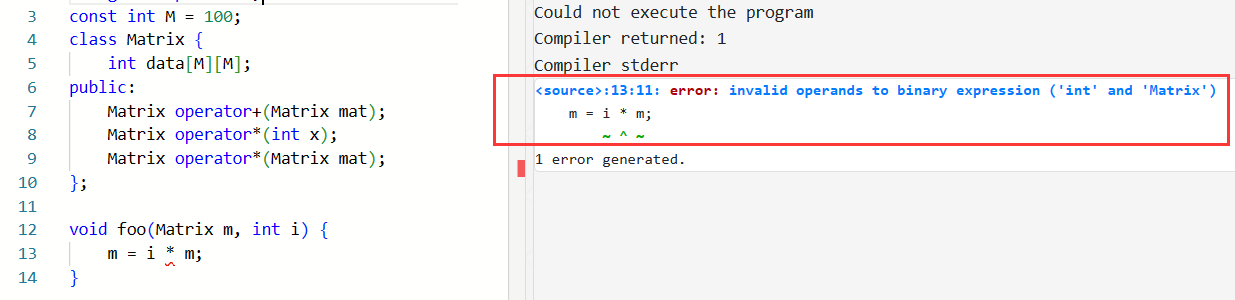 3 const int M = 100;
4 class Matrix {
5 int data[M][M];
6 public:
7 Matrix operator+(Matrix mat);
8 Matrix operator*(int x);
9 Matrix operator*(Matrix mat);
10 };
11
12 void foo(Matrix m, int i) {
13 m = i * m;
14 }
Could not execute the program
Compiler returned: 1
Compiler stderr
<source>:13:11: error: invalid operands to binary expression ('int' and 'Matrix')
m = i * m;
~ ^ ~
1 error generated.